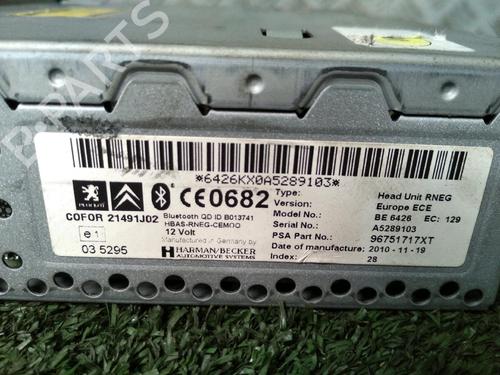 B-PARTS
*6426KX0A5289103*
PEUGEOT
CE0682
COFOR 21491J02
Bluetooth QD ID B013741
HBAS-RNEG-CEMOO
12 Volt
Manufactured in Germany by
HARMAN/BECKER
AUTOMOTIVE SYSTEMS
e1
03 5295
Type: Head Unit RNEG
Version: Europe ECE
Model: BE 6426 EC: 129
Serial No.: A5289103
PSA Part No.: 96751717XT
Date of manufacture: 2010-11-19
Index: 28